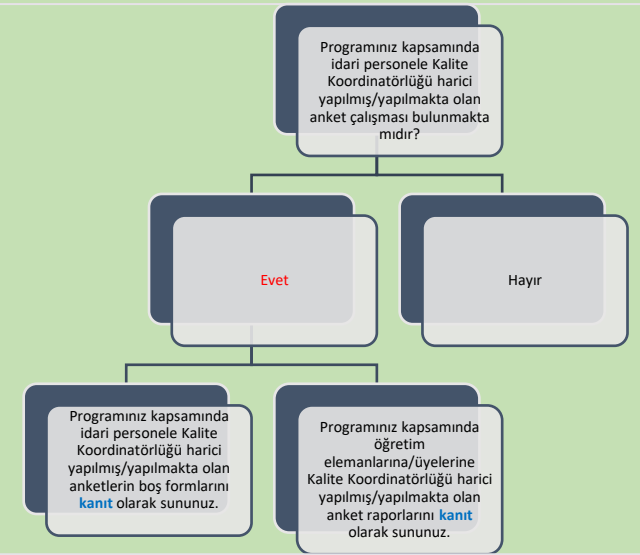 Programınız kapsamında
idari personele Kalite
Koordinatörlüğü harici
yapılmış/yapılmakta olan
anket çalışması bulunmakta
mıdır?
Evet
Hayır
Programınız kapsamında
idari personele Kalite
Koordinatörlüğü harici
yapılmış/yapılmakta olan
anketlerin boş formlarını
kanıt olarak sununuz.
Programınız kapsamında
öğretim
elemanlarına/üyelerine
Kalite Koordinatörlüğü harici
yapılmış/yapılmakta olan
anket raporlarını kanıt
olarak sununuz.